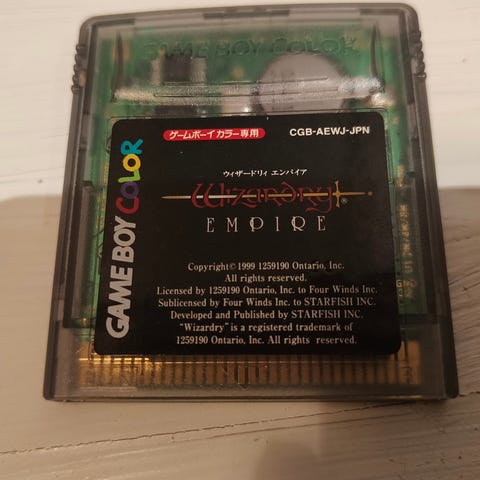 GAME BOY COLOR
ゲームボーイカラー専用
CGB-AEWJ-JPN
GAME BOY COLOR
ウィザードリィ エンパイア
Wizardry®
EMPIRE
Copyright© 1999 1259190 Ontario, Inc.
All rights reserved.
Licensed by 1259190 Ontario, Inc. to Four Winds Inc.
Sublicensed by Four Winds Inc. to STARFISH INC.
Developed and Published by STARFISH INC.
"Wizardry" is a registered trademark of
1259190 Ontario, Inc. All rights reserved.